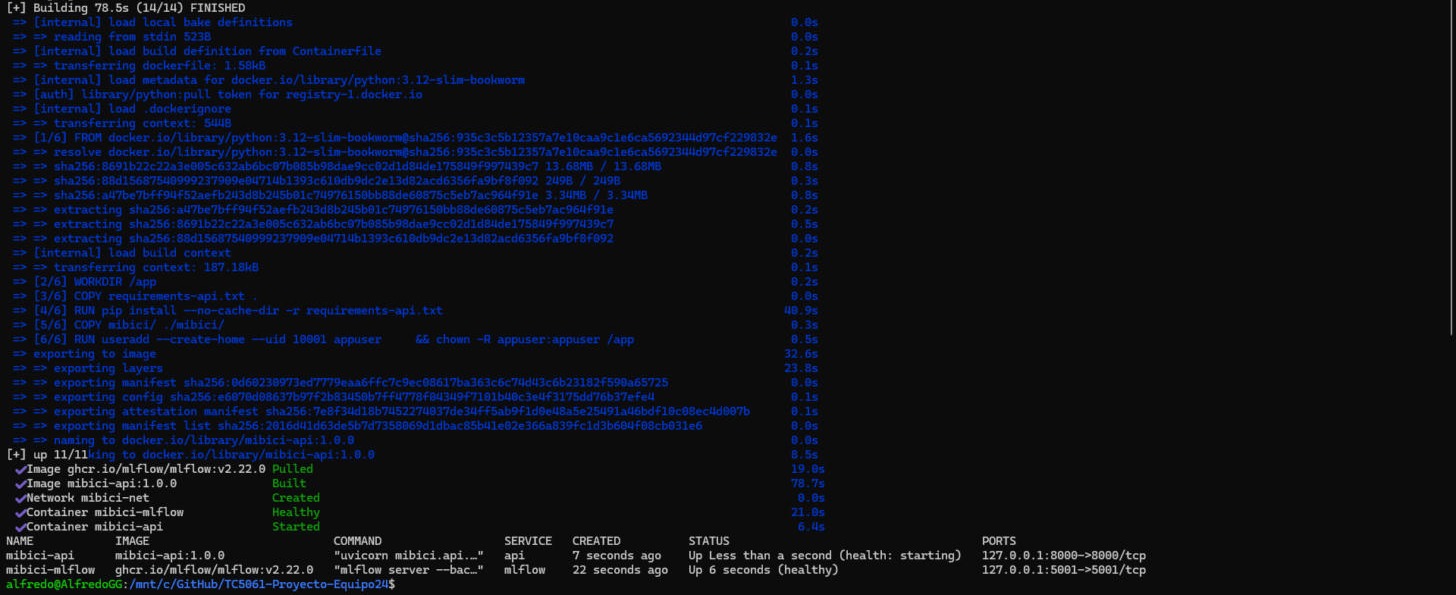 [+] Building 78.5s (14/14) FINISHED
=> [internal] load local bake definitions 0.0s
=> => reading from stdin 523B 0.0s
=> [internal] load build definition from Containerfile 0.2s
=> => transferring dockerfile: 1.58kB 0.1s
=> [internal] load metadata for docker.io/library/python:3.12-slim-bookworm 1.3s
=> [auth] library/python:pull token for registry-1.docker.io 0.0s
=> [internal] load .dockerignore 0.1s
=> => transferring context: 544B 0.1s
=> [1/6] FROM docker.io/library/python:3.12-slim-bookworm@sha256:935c3c5b12357a7e10caa9c1e6ca5692344d97cf229832e 1.6s
=> => resolve docker.io/library/python:3.12-slim-bookworm@sha256:935c3c5b12357a7e10caa9c1e6ca5692344d97cf229832e 0.0s
=> => sha256:8691b22c22a3e005c632ab6bc07b085b98dae9cc02d1d84de175849f997439c7 13.68MB / 13.68MB 0.8s
=> => sha256:88d15687540999237909e04714b1393c610db9dc2e13d82acd6356fa9bf8f092 249B / 249B 0.3s
=> => sha256:a47be7bff94f52aefb243d8b245b01c74976150bb88de60875c5eb7ac964f91e 3.34MB / 3.34MB 0.8s
=> => extracting sha256:a47be7bff94f52aefb243d8b245b01c74976150bb88de60875c5eb7ac964f91e 0.2s
=> => extracting sha256:8691b22c22a3e005c632ab6bc07b085b98dae9cc02d1d84de175849f997439c7 0.5s
=> => extracting sha256:88d15687540999237909e04714b1393c610db9dc2e13d82acd6356fa9bf8f092 0.0s
=> [internal] load build context 0.2s
=> => transferring context: 187.18kB 0.1s
=> [2/6] WORKDIR /app 0.2s
=> [3/6] COPY requirements-api.txt . 0.0s
=> [4/6] RUN pip install --no-cache-dir -r requirements-api.txt 40.9s
=> [5/6] COPY mibici/ ./mibici/ 0.3s
=> [6/6] RUN useradd --create-home --uid 10001 appuser     && chown -R appuser:appuser /app 0.5s
=> exporting to image 32.6s
=> => exporting layers 23.8s
=> => exporting manifest sha256:0d60230973ed7779eaa6ffc7c9ec08617ba363c6c74d43c6b23182f590a65725 0.0s
=> => exporting config sha256:e6070d08637b97f2b83450b7ff4778f04349f7101b40c3e4f3175dd76b37efe4 0.1s
=> => exporting attestation manifest sha256:7e8f34d18b7452274037de34ff5ab9f1d0e48a5e25491a46bdf10c08ec4d007b 0.1s
=> => exporting manifest list sha256:2016d41d63de5b7d7358069d1dbac85b41e02e366a839fc1d3b604f08cb031e6 0.0s
=> => naming to docker.io/library/mibici-api:1.0.0 0.0s
[+] up 11/11king to docker.io/library/mibici-api:1.0.0 8.5s
✔Image ghcr.io/mlflow/mlflow:v2.22.0 Pulled 19.0s
✔Image mibici-api:1.0.0 Built 78.7s
✔Network mibici-net Created 0.0s
✔Container mibici-mlflow Healthy 21.0s
✔Container mibici-api Started 6.4s
NAME IMAGE COMMAND SERVICE CREATED STATUS PORTS
mibici-api mibici-api:1.0.0 "uvicorn mibici.api.…" api 7 seconds ago Up Less than a second (health: starting) 127.0.0.1:8000->8000/tcp
mibici-mlflow ghcr.io/mlflow/mlflow:v2.22.0 "mlflow server --bac…" mlflow 22 seconds ago Up 6 seconds (healthy) 127.0.0.1:5001->5001/tcp
alfredo@AlfredoGG:/mnt/c/GitHub/TC5061-Proyecto-Equipo24$